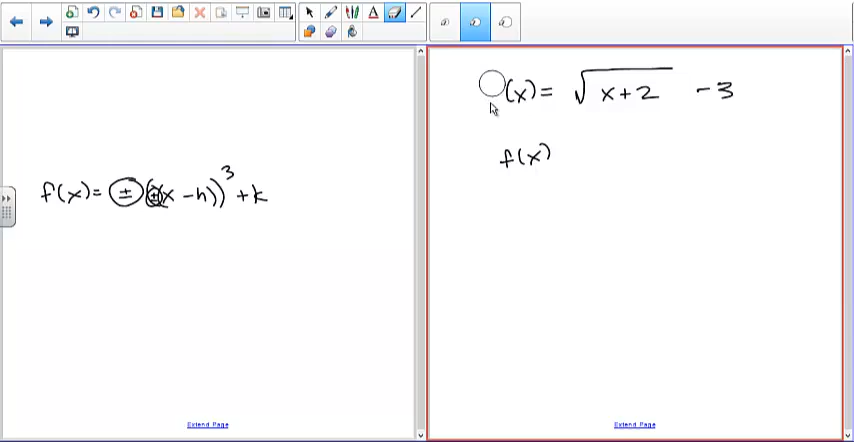 f(x) = ± (±(x - h))³ + k
Extend Page
(x) = √x+2 - 3
f(x)
Extend Page